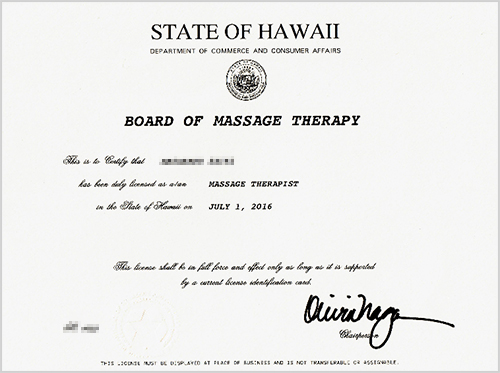 STATE OF HAWAII
DEPARTMENT OF COMMERCE AND CONSUMER AFFAIRS
BOARD OF MASSAGE THERAPY
This is to Certify that
has been duly licensed as a/an MASSAGE THERAPIST
in the State of Hawaii on JULY 1, 2016
This license shall be in full force and effect only as long as it is supported
by a current license identification card.
Chairperson
THIS LICENSE MUST BE DISPLAYED AT PLACE OF BUSINESS AND IS NOT TRANSFERABLE OR ASSIGNABLE.